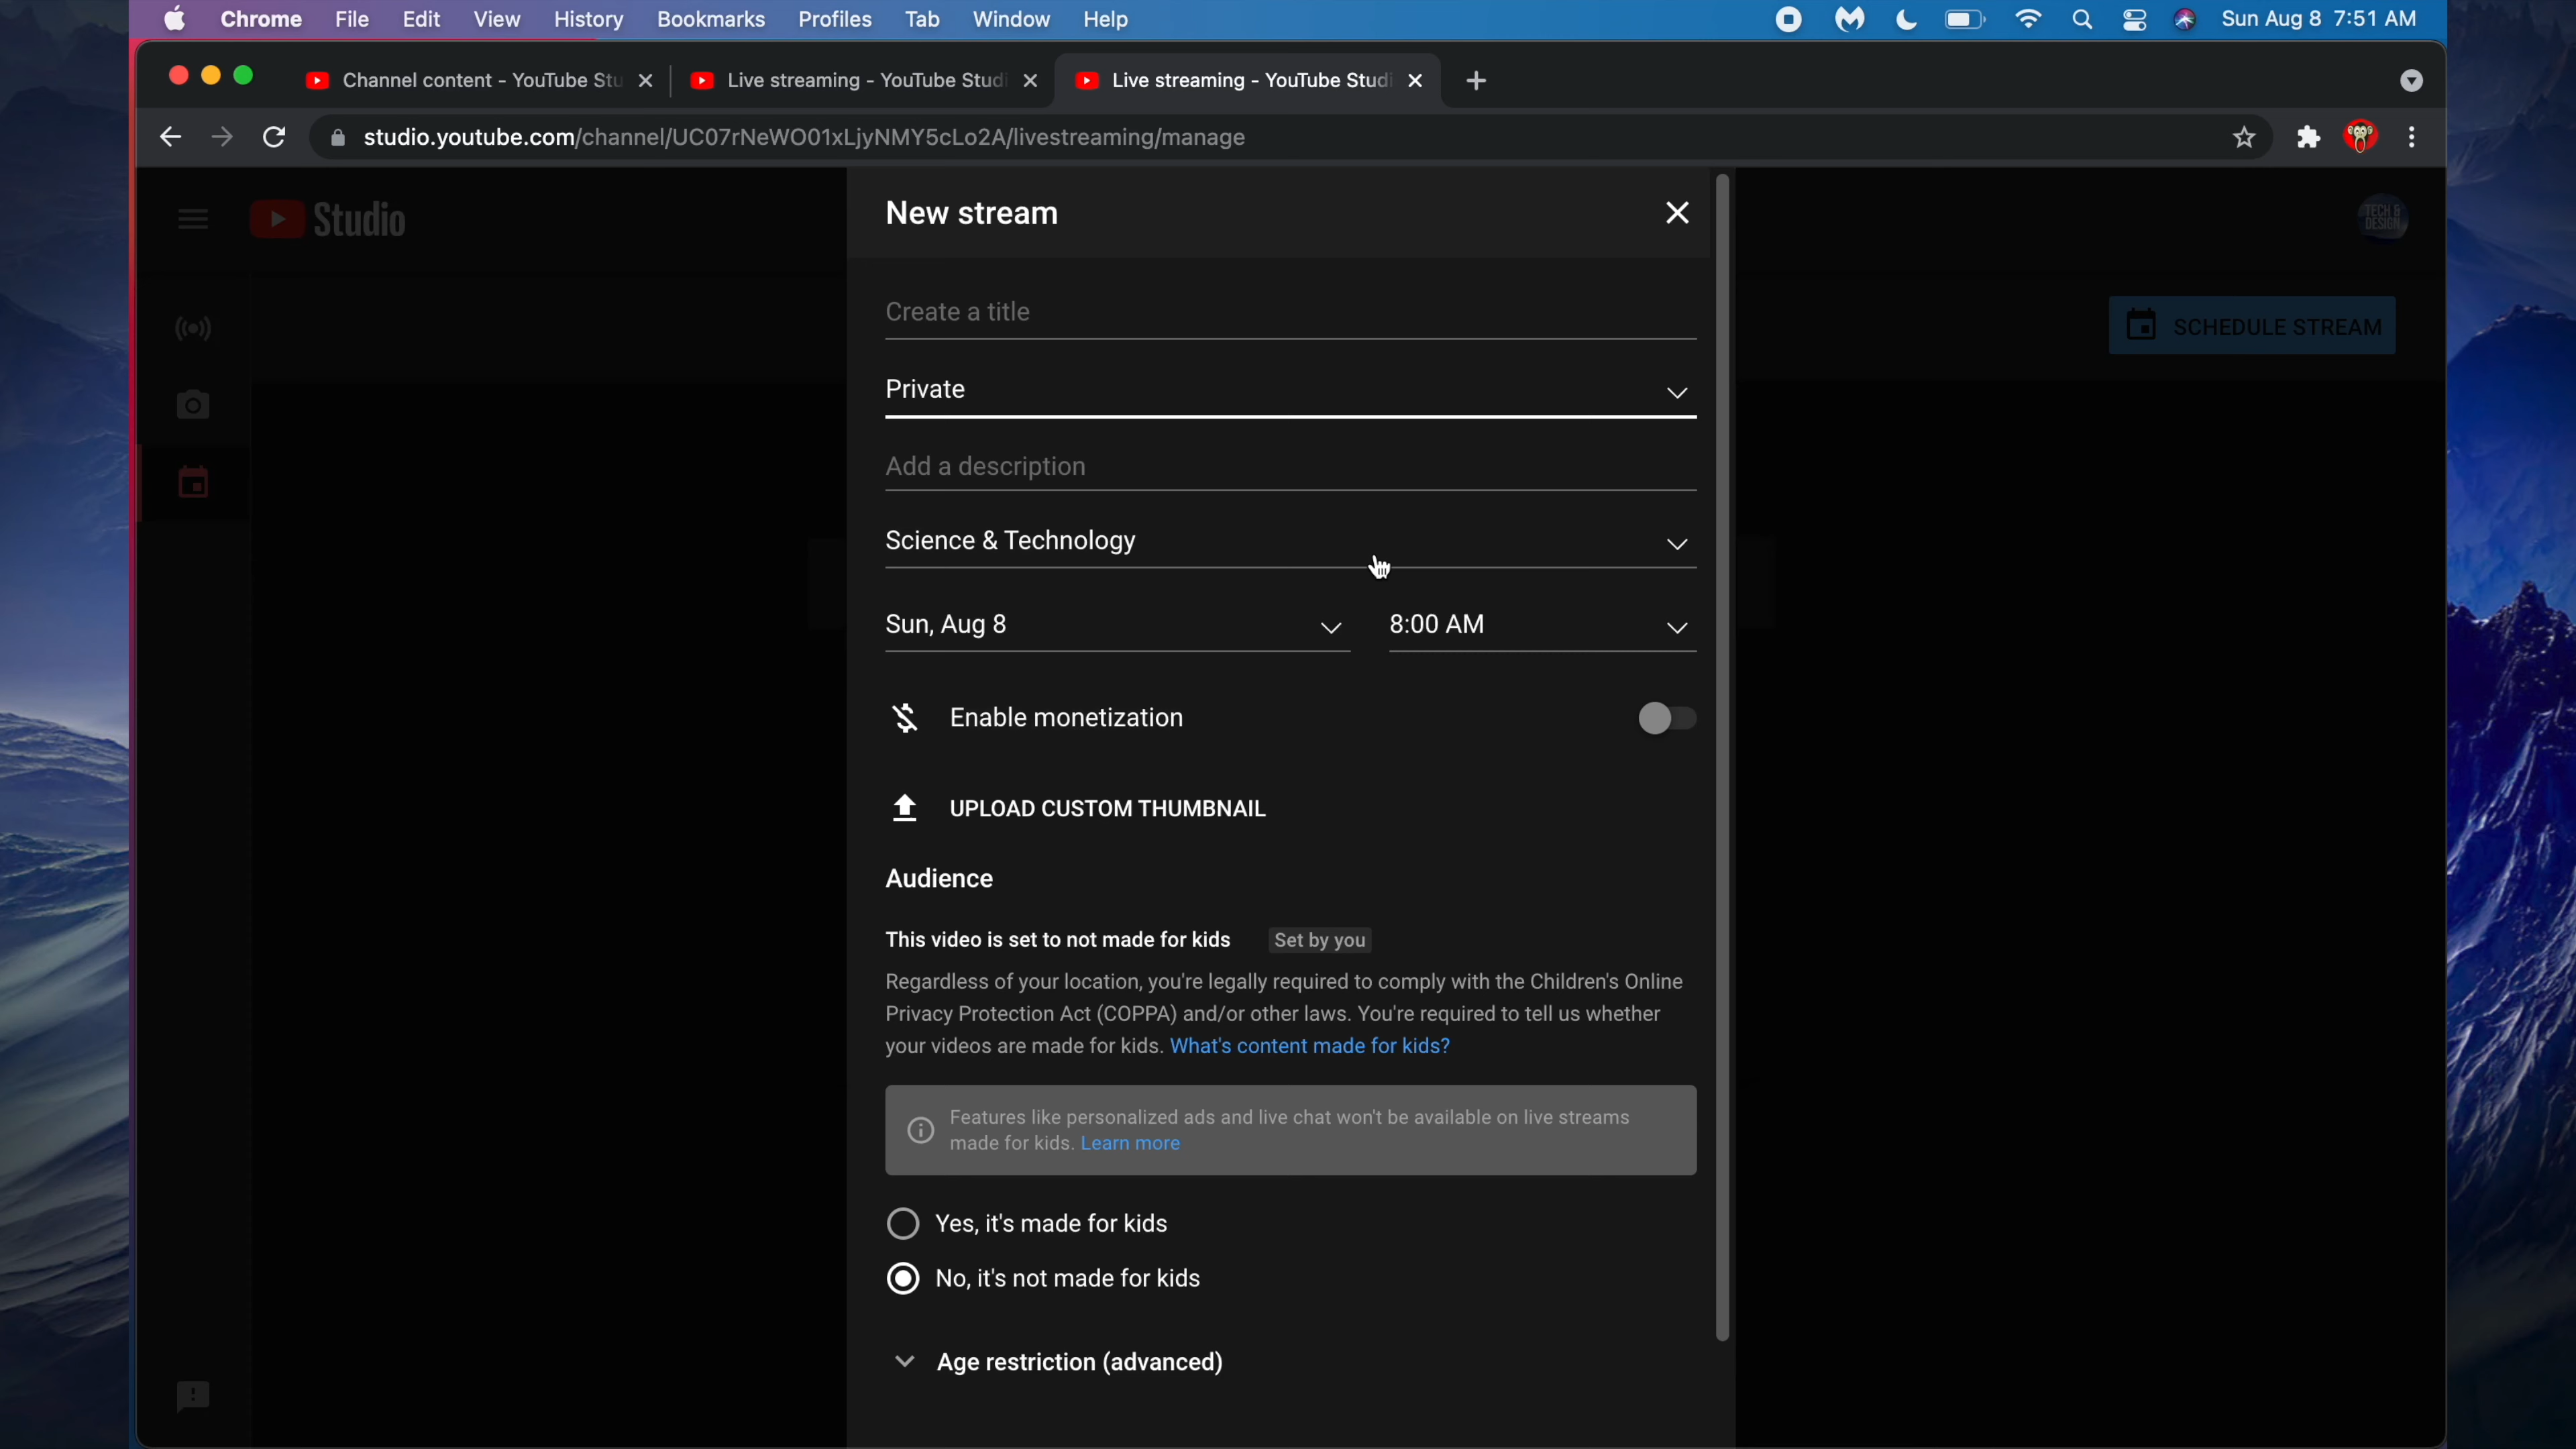 Chrome File Edit View History Bookmarks Profiles Tab Window Help Sun Aug 8 7:51 AM
Channel content - YouTube Stu Live streaming - YouTube Studi Live streaming - YouTube Studi
studio.youtube.com/channel/UC07rNeWO01xLjyNMY5cLo2A/livestreaming/manage
Studio
New stream
TECH &
DESIGN
Create a title
SCHEDULE STREAM
Private
Add a description
Science & Technology
Sun, Aug 8 8:00 AM
Enable monetization
UPLOAD CUSTOM THUMBNAIL
Audience
This video is set to not made for kids Set by you
Regardless of your location, you're legally required to comply with the Children's Online
Privacy Protection Act (COPPA) and/or other laws. You're required to tell us whether
your videos are made for kids. What's content made for kids?
Features like personalized ads and live chat won't be available on live streams
made for kids. Learn more
Yes, it's made for kids
No, it's not made for kids
Age restriction (advanced)